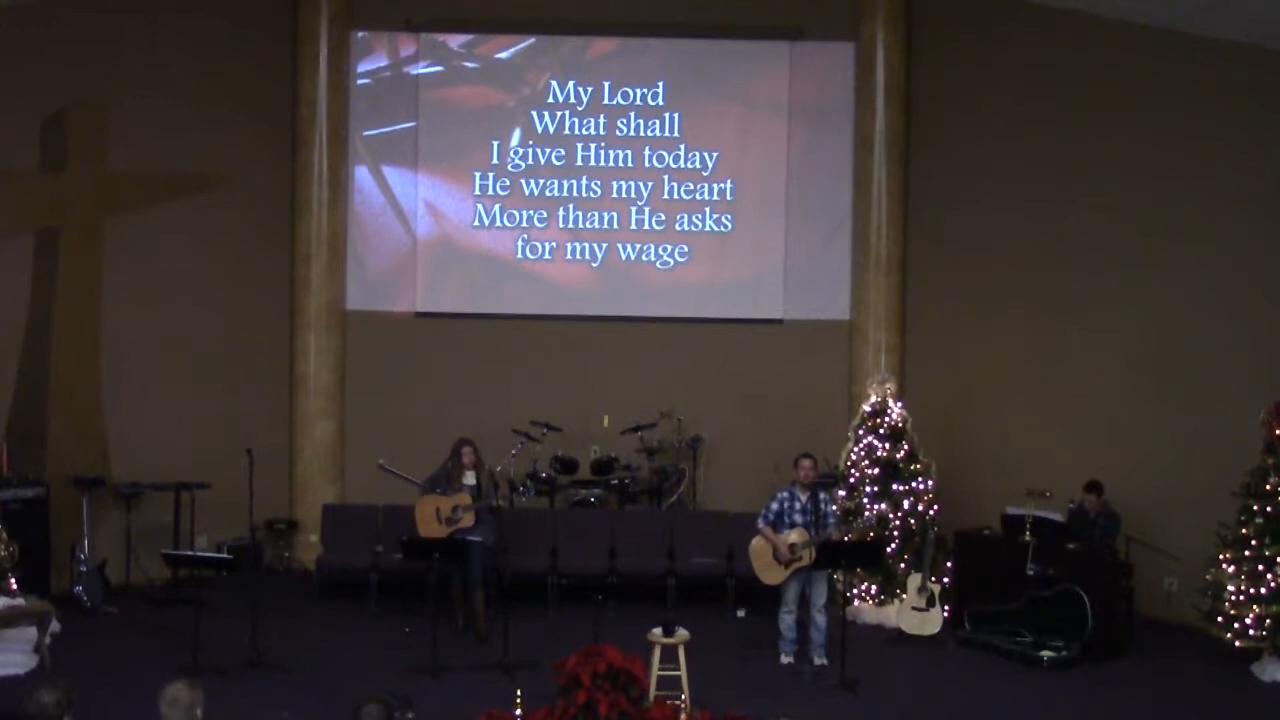 My Lord
What shall
I give Him today
He wants my heart
More than He asks
for my wage